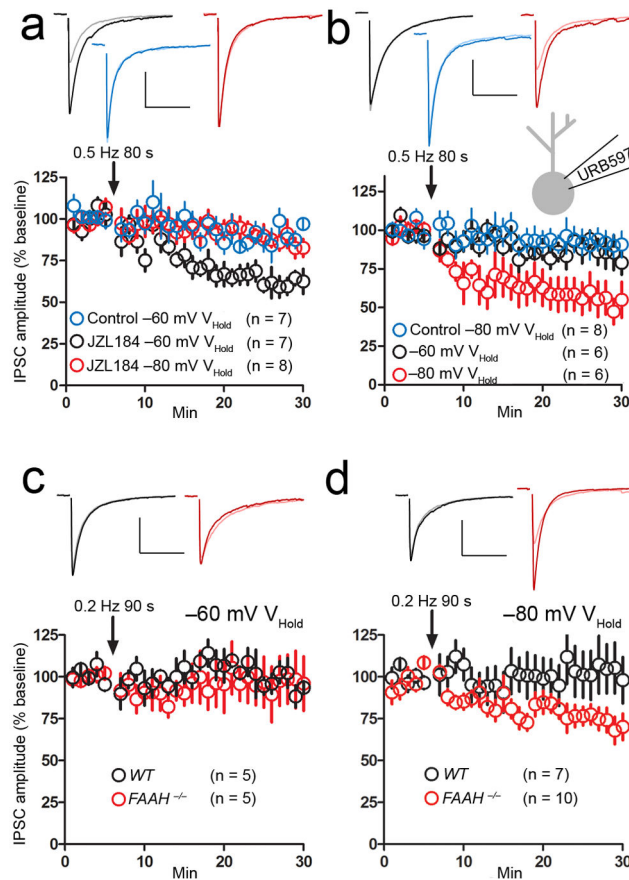 a
b
0.5 Hz 80 s
0.5 Hz 80 s
URB597
IPSC amplitude (% baseline)
125
100
75
50
25
0
Control –60 mV VHold (n = 7)
JZL184 –60 mV VHold (n = 7)
JZL184 –80 mV VHold (n = 8)
0 10 20 30
Min
125
100
75
50
25
0
Control –80 mV VHold (n = 8)
–60 mV VHold (n = 6)
–80 mV VHold (n = 6)
0 10 20 30
Min
c
d
0.2 Hz 90 s
–60 mV VHold
0.2 Hz 90 s
–80 mV VHold
IPSC amplitude (% baseline)
125
100
75
50
25
0
WT (n = 5)
FAAH –/– (n = 5)
0 10 20 30
Min
125
100
75
50
25
0
WT (n = 7)
FAAH –/– (n = 10)
0 10 20 30
Min